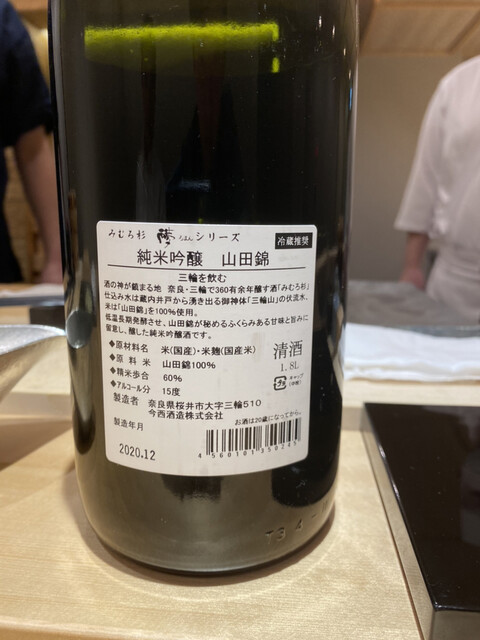 みむろ杉 ろまんシリーズ
冷蔵推奨
純米吟醸 山田錦
三輪を飲む
酒の神が鎮まる地 奈良・三輪で360有余年醸す酒「みむろ杉」
仕込み水は蔵内井戸から湧き出る御神体「三輪山」の伏流水、
米は「山田錦」を100%使用。
低温長期発酵させ、山田錦が秘めるふくらみある甘味と旨みに
留意し、醸した純米吟醸酒です。
◆原材料名 米(国産)・米麹(国産米)
◆原料米 山田錦100%
◆精米歩合 60%
◆アルコール分 15度
清酒
1.8L
キャップ
(中栓)
製造者 奈良県桜井市大字三輪510
今西酒造株式会社
お酒は20歳になってから。
製造年月
2020.12
4560101350245